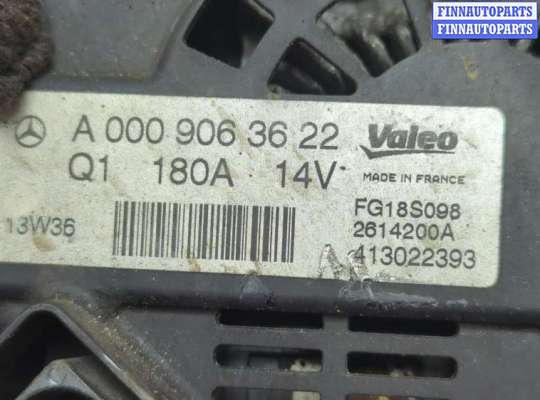 FINNAUTOPARTS
FINNAUTOPARTS
A 000 906 36 22
Valeo
Q1 180A 14V
MADE IN FRANCE
FG18S098
13W36
2614200A
413022393